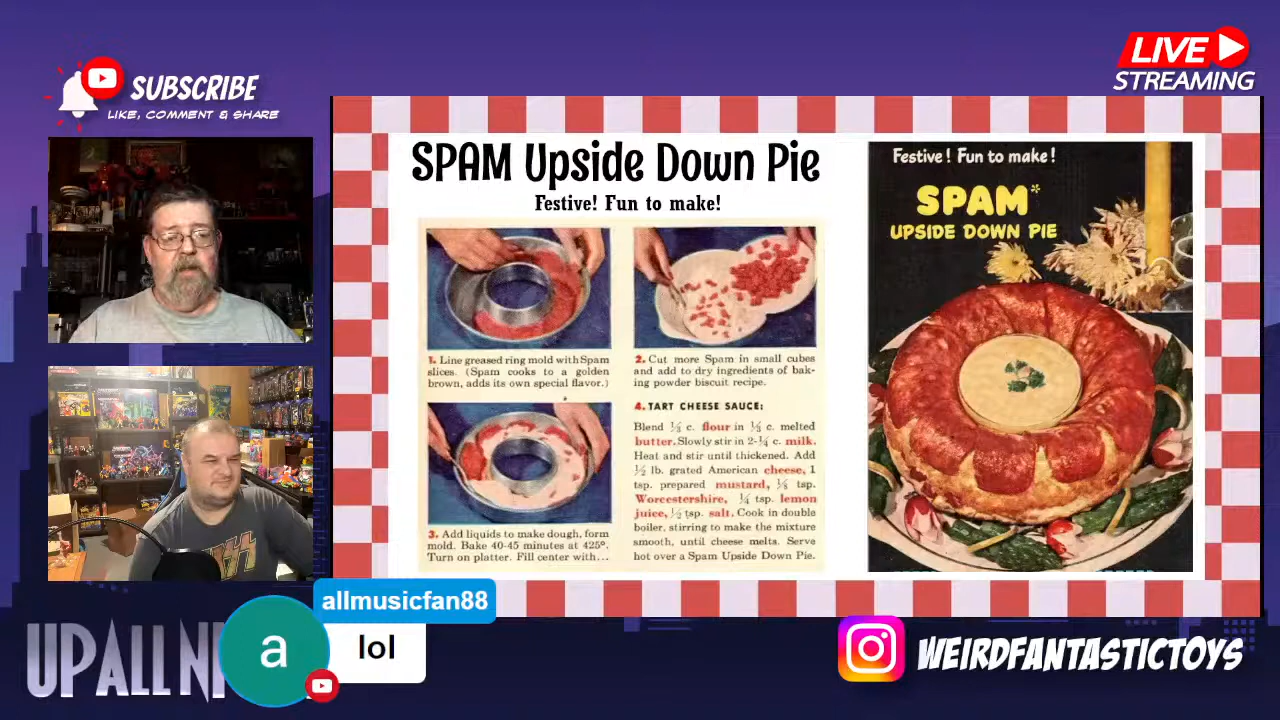 SUBSCRIBE
LIKE, COMMENT & SHARE
LIVE
STREAMING
SPAM Upside Down Pie
Festive! Fun to make!
1. Line greased ring mold with Spam
slices. (Spam cooks to a golden
brown, adds its own special flavor.)
2. Cut more Spam in small cubes
and add to dry ingredients of bak-
ing powder biscuit recipe.
3. Add liquids to make dough, form
mold. Bake 40-45 minutes at 425°.
Turn on platter. Fill center with...
4. TART CHEESE SAUCE:
Blend ⅓ c. flour in ⅓ c. melted
butter. Slowly stir in 2-¼ c. milk.
Heat and stir until thickened. Add
½ lb. grated American cheese, 1
tsp. prepared mustard, ⅛ tsp.
Worcestershire, ¼ tsp. lemon
juice, ½ tsp. salt. Cook in double
boiler, stirring to make the mixture
smooth, until cheese melts. Serve
hot over a Spam Upside Down Pie.
Festive! Fun to make!
SPAM*
UPSIDE DOWN PIE
allmusicfan88
a
lol
UP ALL NI
WEIRDFANTASTICTOYS